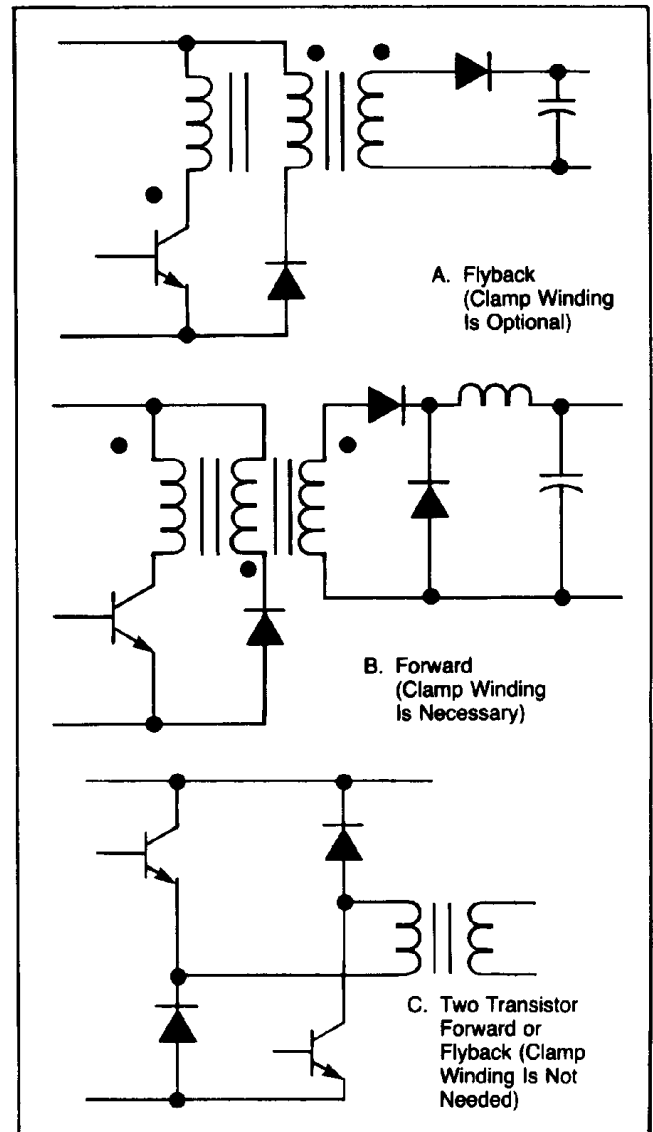 A. Flyback
(Clamp Winding
Is Optional)
B. Forward
(Clamp Winding
Is Necessary)
C. Two Transistor
Forward or
Flyback (Clamp
Winding Is Not
Needed)